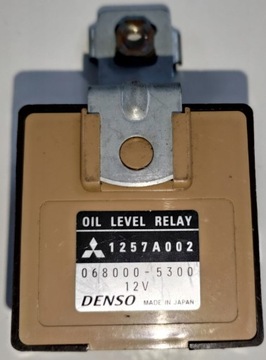 OIL LEVEL RELAY
1257A002
068000-5300
12V
DENSO MADE IN JAPAN